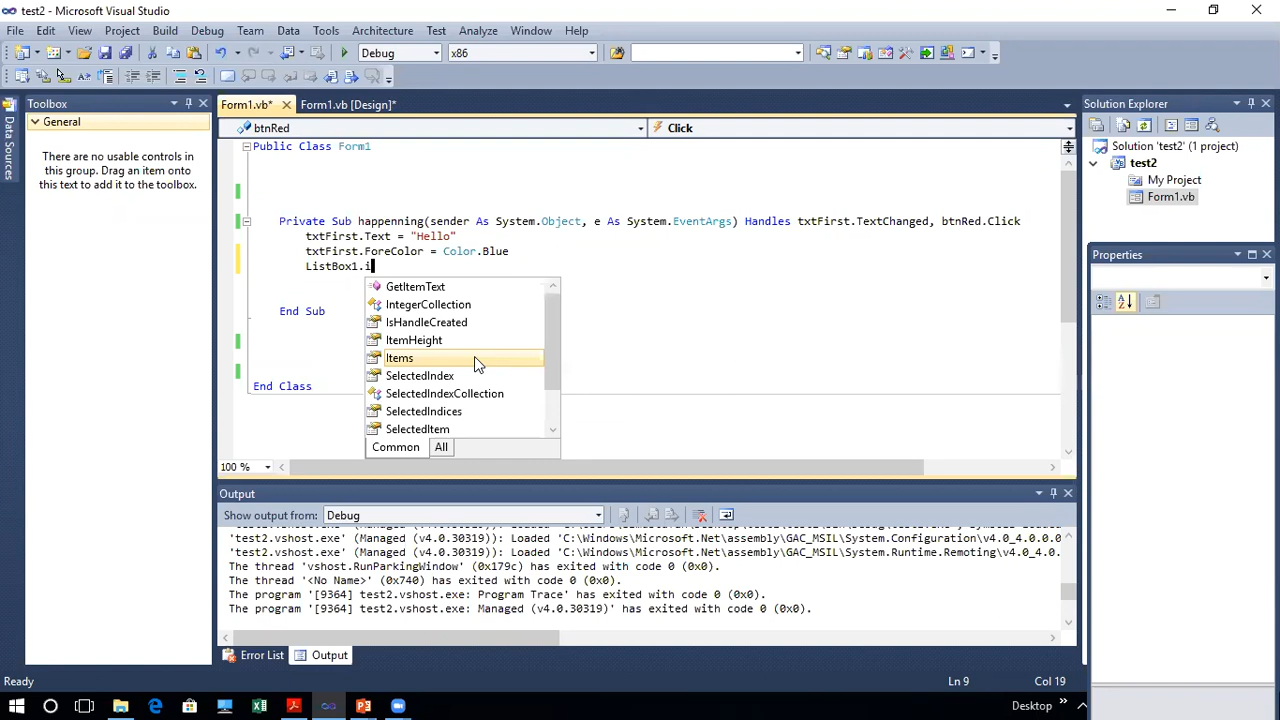 test2 - Microsoft Visual Studio
File Edit View Project Build Debug Team Data Tools Architecture Test Analyze Window Help
Debug x86
Toolbox
General
There are no usable controls in
this group. Drag an item onto
this text to add it to the toolbox.
Data Sources
Form1.vb* Form1.vb [Design]*
btnRed Click
Public Class Form1
Private Sub happenning(sender As System.Object, e As System.EventArgs) Handles txtFirst.TextChanged, btnRed.Click
txtFirst.Text = "Hello"
txtFirst.ForeColor = Color.Blue
ListBox1.i
GetItemText
IntegerCollection
IsHandleCreated
ItemHeight
Items
SelectedIndex
SelectedIndexCollection
SelectedIndices
SelectedItem
Common All
End Sub
End Class
100 %
Output
Show output from: Debug
The thread 'vshost.RunParkingWindow' (0x179c) has exited with code 0 (0x0).
'test2.vshost.exe' (Managed (v4.0.30319)): Loaded 'C:\Windows\Microsoft.Net\assembly\GAC_MSIL\System.Configuration\v4.0_4.0.0.0
'test2.vshost.exe' (Managed (v4.0.30319)): Loaded 'C:\Windows\Microsoft.Net\assembly\GAC_MSIL\System.Runtime.Remoting\v4.0_4.0.
The thread '<No Name>' (0x740) has exited with code 0 (0x0).
The program '[9364] test2.vshost.exe: Program Trace' has exited with code 0 (0x0).
The program '[9364] test2.vshost.exe: Managed (v4.0.30319)' has exited with code 0 (0x0).
Error List Output
Solution Explorer
Solution 'test2' (1 project)
test2
My Project
Form1.vb
Properties
Ready Ln 9 Col 19
Desktop